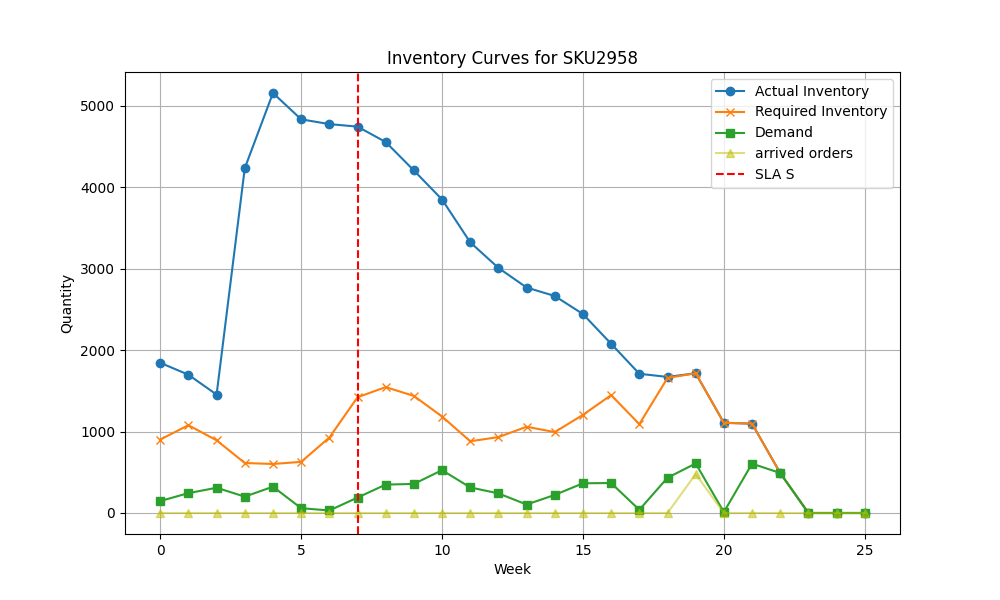 Inventory Curves for SKU2958
Actual Inventory
Required Inventory
Demand
arrived orders
SLA S
Quantity
5000
4000
3000
2000
1000
0
0 5 10 15 20 25
Week